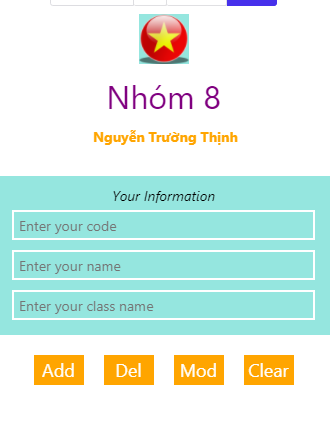 Nhóm 8
Nguyễn Trường Thịnh
Your Information
Enter your code
Enter your name
Enter your class name
Add Del Mod Clear